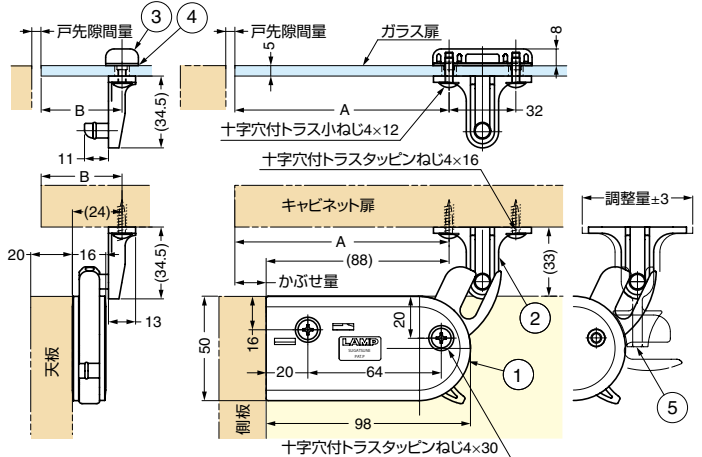 3
4
戸先隙間量
戸先隙間量
ガラス扉
8
5
B
(34.5)
A
32
11
十字穴付トラス小ねじ4×12
十字穴付トラスタッピンねじ4×16
B
(24)
キャビネット扉
調整量±3
20
16
(34.5)
A
(88)
(33)
かぶせ量
13
2
50
16
20
LAMP
天板
20
64
1
5
側板
98
十字穴付トラスタッピンねじ4×30